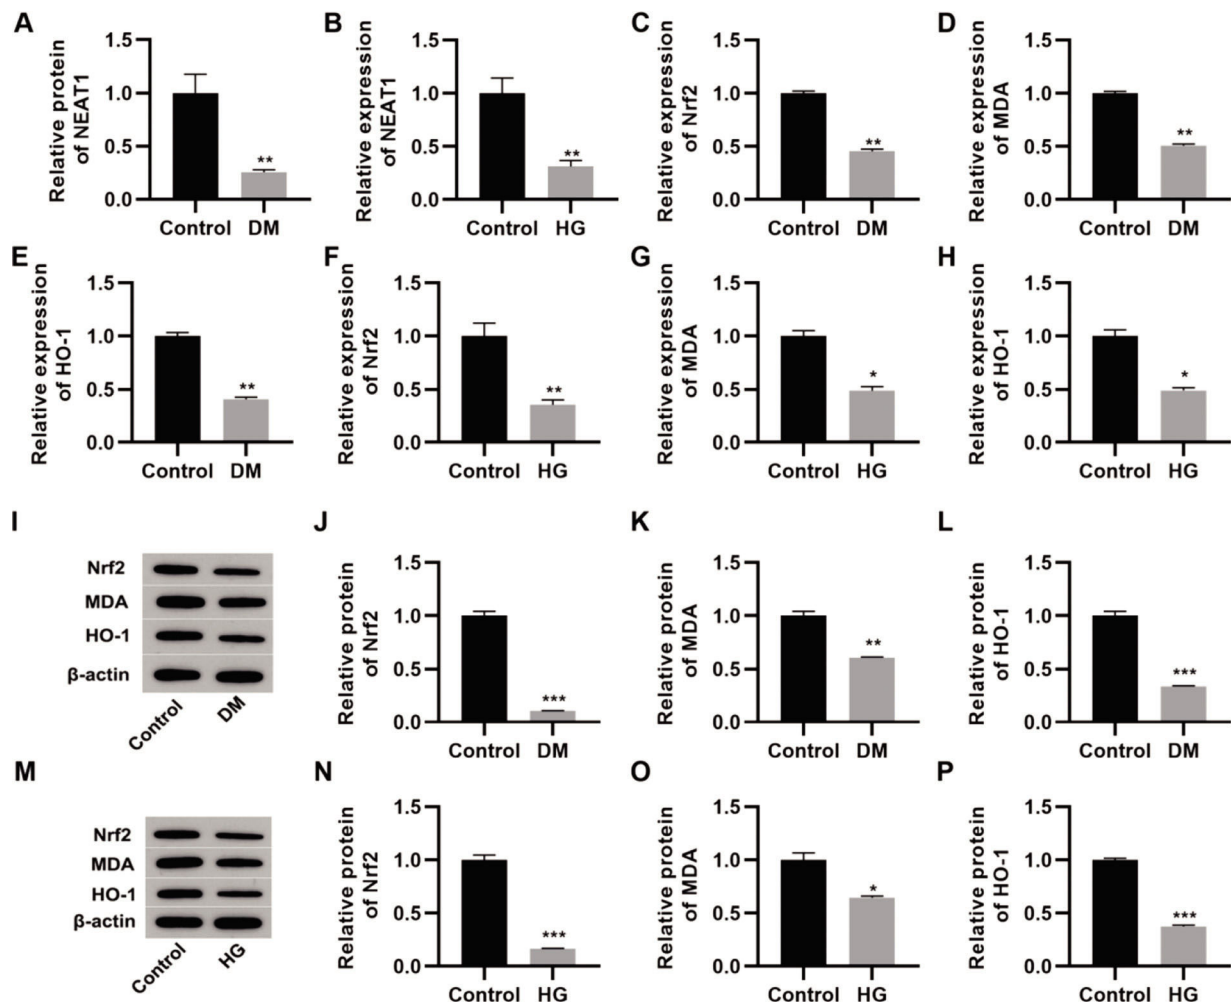 A
Relative protein
of NEAT1
1.5
1.0
0.5
0.0
**
Control DM
B
Relative expression
of NEAT1
1.5
1.0
0.5
0.0
**
Control HG
C
Relative expression
of Nrf2
1.5
1.0
0.5
0.0
**
Control DM
D
Relative expression
of MDA
1.5
1.0
0.5
0.0
**
Control DM
E
Relative expression
of HO-1
1.5
1.0
0.5
0.0
**
Control DM
F
Relative expression
of Nrf2
1.5
1.0
0.5
0.0
**
Control HG
G
Relative expression
of MDA
1.5
1.0
0.5
0.0
*
Control HG
H
Relative expression
of HO-1
1.5
1.0
0.5
0.0
*
Control HG
I
Nrf2
MDA
HO-1
β-actin
Control DM
J
Relative protein
of Nrf2
1.5
1.0
0.5
0.0
***
Control DM
K
Relative protein
of MDA
1.5
1.0
0.5
0.0
**
Control DM
L
Relative protein
of HO-1
1.5
1.0
0.5
0.0
***
Control DM
M
Nrf2
MDA
HO-1
β-actin
Control HG
N
Relative protein
of Nrf2
1.5
1.0
0.5
0.0
***
Control HG
O
Relative protein
of MDA
1.5
1.0
0.5
0.0
*
Control HG
P
Relative protein
of HO-1
1.5
1.0
0.5
0.0
***
Control HG